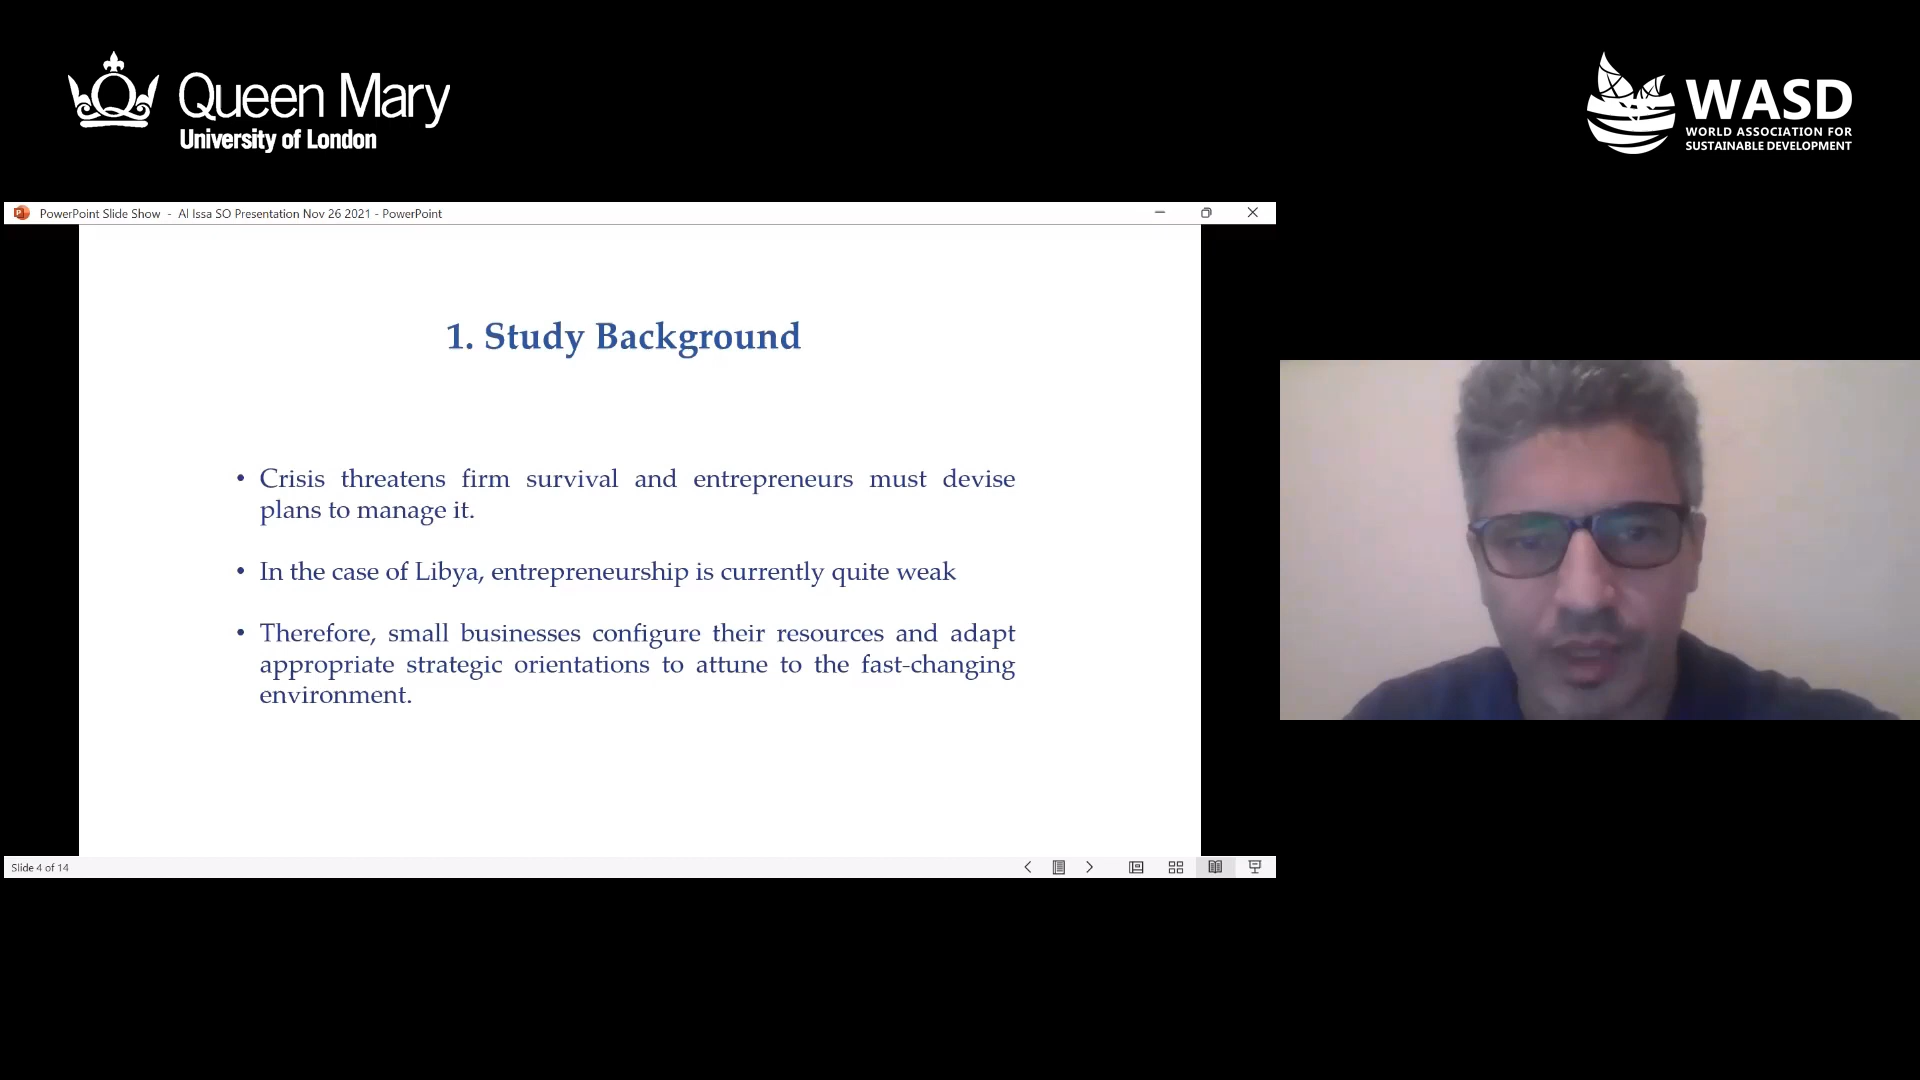 Queen Mary
University of London
WASD
WORLD ASSOCIATION FOR
SUSTAINABLE DEVELOPMENT
PowerPoint Slide Show - Al Issa SO Presentation Nov 26 2021 - PowerPoint
1. Study Background
• Crisis threatens firm survival and entrepreneurs must devise
plans to manage it.
• In the case of Libya, entrepreneurship is currently quite weak
• Therefore, small businesses configure their resources and adapt
appropriate strategic orientations to attune to the fast-changing
environment.
Slide 4 of 14